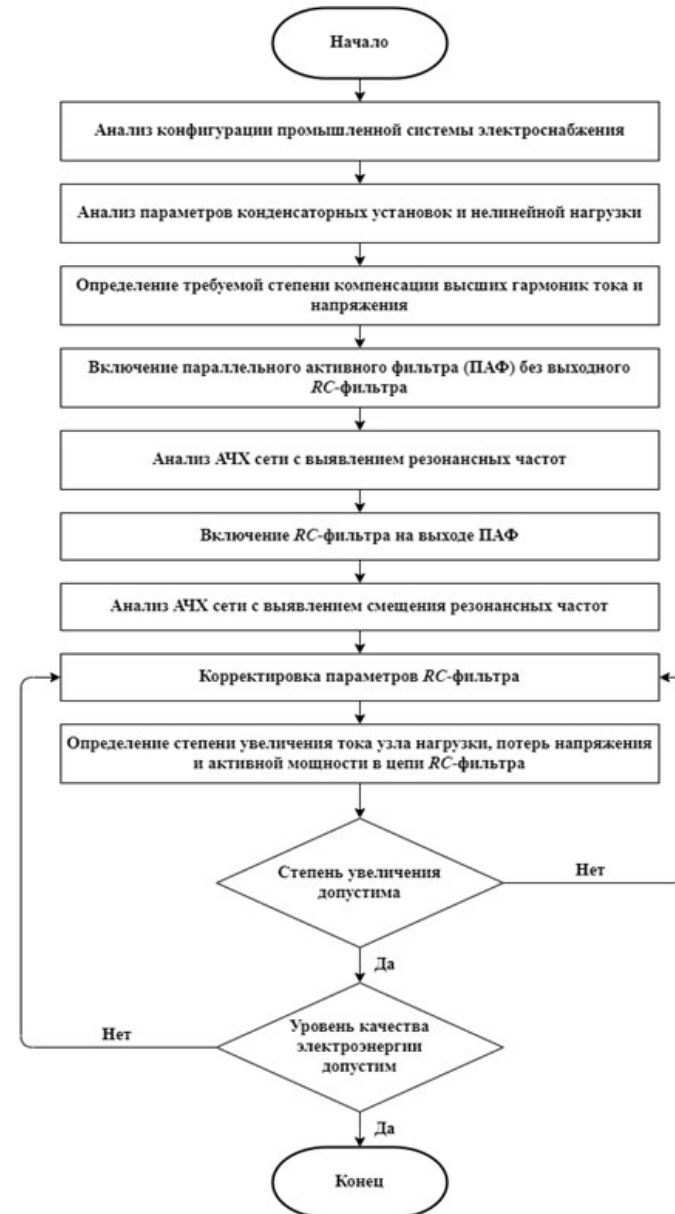 Начало
Анализ конфигурации промышленной системы электроснабжения
Анализ параметров конденсаторных установок и нелинейной нагрузки
Определение требуемой степени компенсации высших гармоник тока и
напряжения
Включение параллельного активного фильтра (ПАФ) без выходного
RC-фильтра
Анализ АЧХ сети с выявлением резонансных частот
Включение RC-фильтра на выходе ПАФ
Анализ АЧХ сети с выявлением смещения резонансных частот
Корректировка параметров RC-фильтра
Определение степени увеличения тока узла нагрузки, потерь напряжения
и активной мощности в цепи RC-фильтра
Степень увеличения
допустима
Нет
Да
Уровень качества
электроэнергии
допустим
Нет
Да
Конец